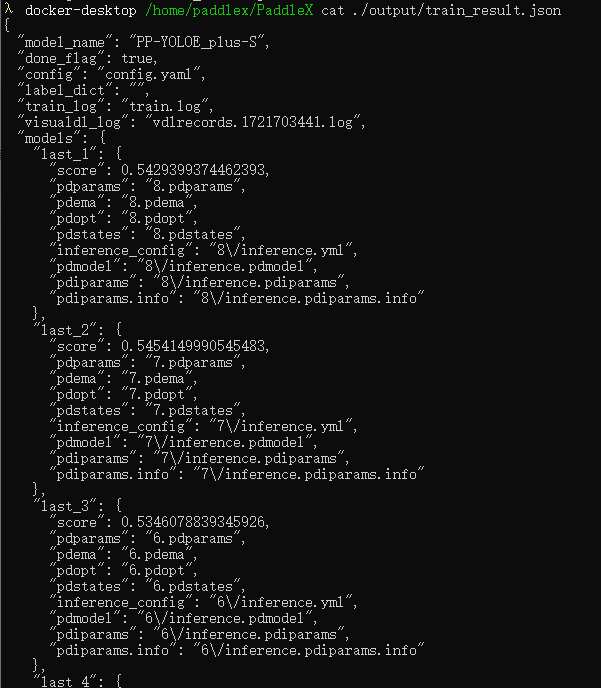 λ docker-desktop /home/paddlex/PaddleX cat ./output/train_result.json
{
"model_name": "PP-YOLOE_plus-S",
"done_flag": true,
"config": "config.yaml",
"label_dict": "",
"train_log": "train.log",
"visualdl_log": "vdlrecords.1721703441.log",
"models": {
"last_1": {
"score": 0.5429399374462393,
"pdparams": "8.pdparams",
"pdema": "8.pdema",
"pdopt": "8.pdopt",
"pdstates": "8.pdstates",
"inference_config": "8\/inference.yml",
"pdmodel": "8\/inference.pdmodel",
"pdiparams": "8\/inference.pdiparams",
"pdiparams.info": "8\/inference.pdiparams.info"
},
"last_2": {
"score": 0.5454149990545483,
"pdparams": "7.pdparams",
"pdema": "7.pdema",
"pdopt": "7.pdopt",
"pdstates": "7.pdstates",
"inference_config": "7\/inference.yml",
"pdmodel": "7\/inference.pdmodel",
"pdiparams": "7\/inference.pdiparams",
"pdiparams.info": "7\/inference.pdiparams.info"
},
"last_3": {
"score": 0.5346078839345926,
"pdparams": "6.pdparams",
"pdema": "6.pdema",
"pdopt": "6.pdopt",
"pdstates": "6.pdstates",
"inference_config": "6\/inference.yml",
"pdmodel": "6\/inference.pdmodel",
"pdiparams": "6\/inference.pdiparams",
"pdiparams.info": "6\/inference.pdiparams.info"
},
"last_4": {